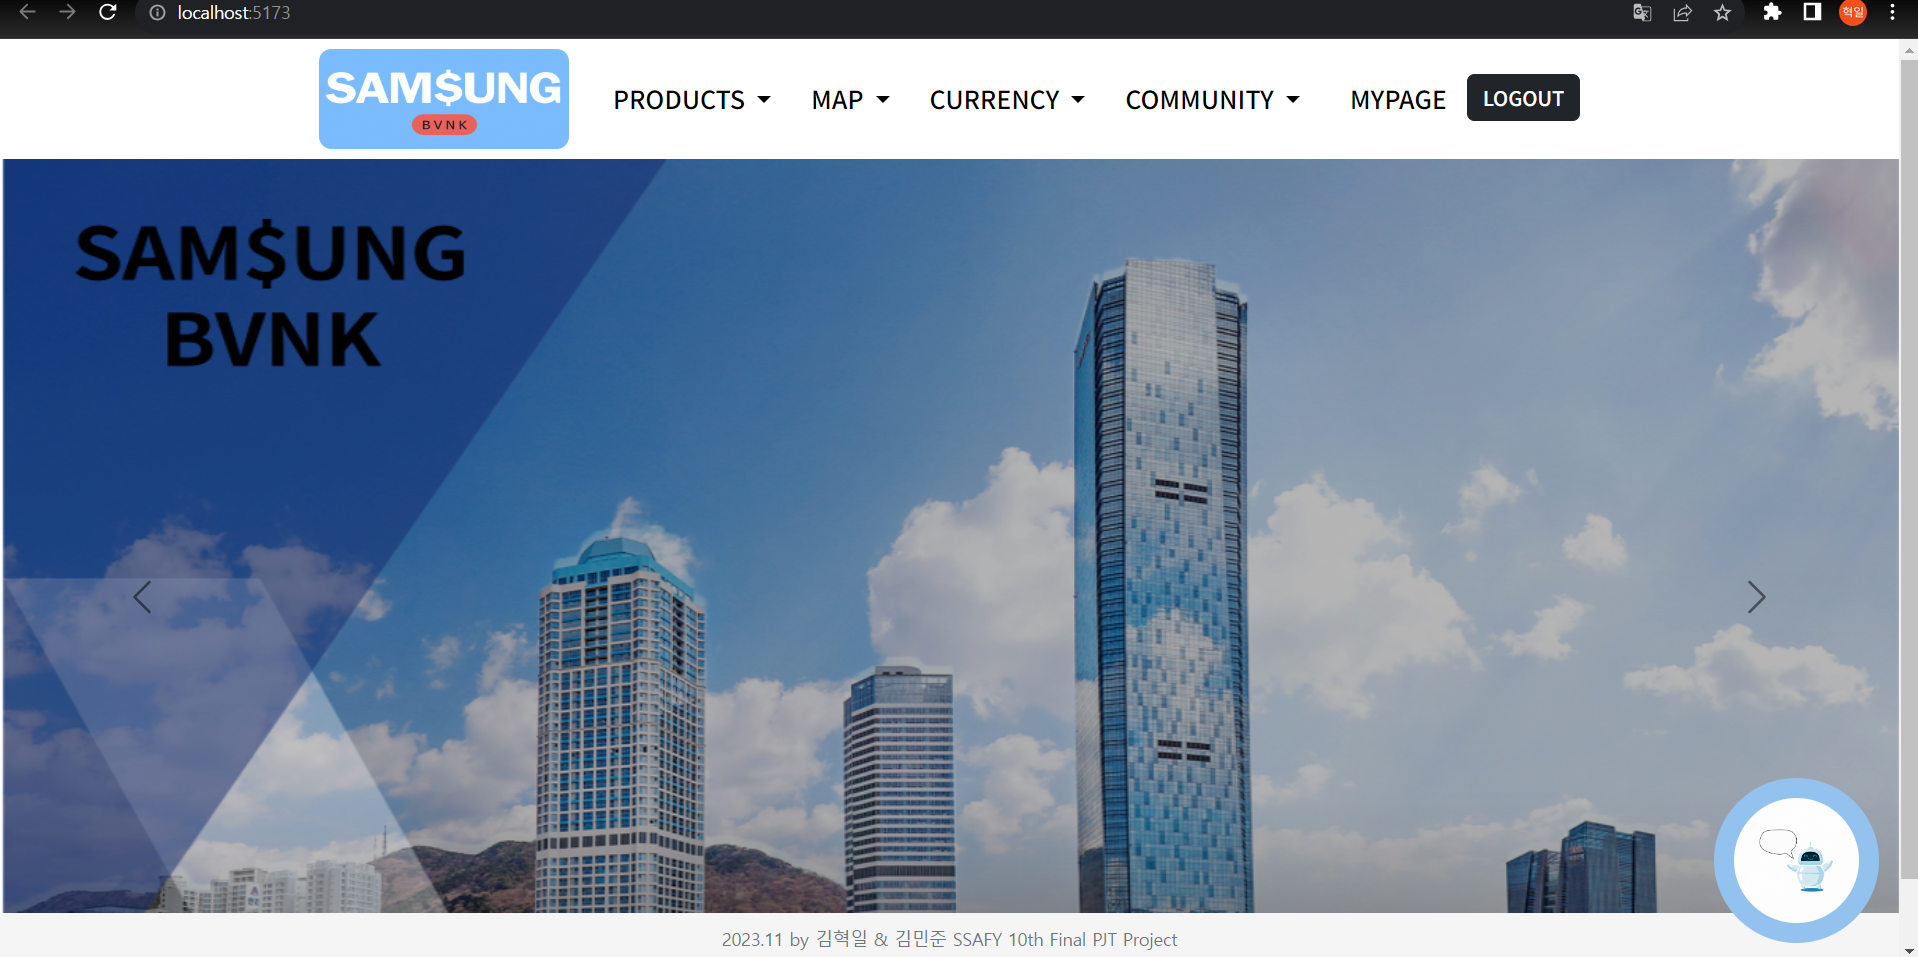 localhost:5173
혁일
SAM$UNG
BVNK
PRODUCTS
MAP
CURRENCY
COMMUNITY
MYPAGE
LOGOUT
SAM$UNG
BVNK
2023.11 by 김혁일 & 김민준 SSAFY 10th Final PJT Project